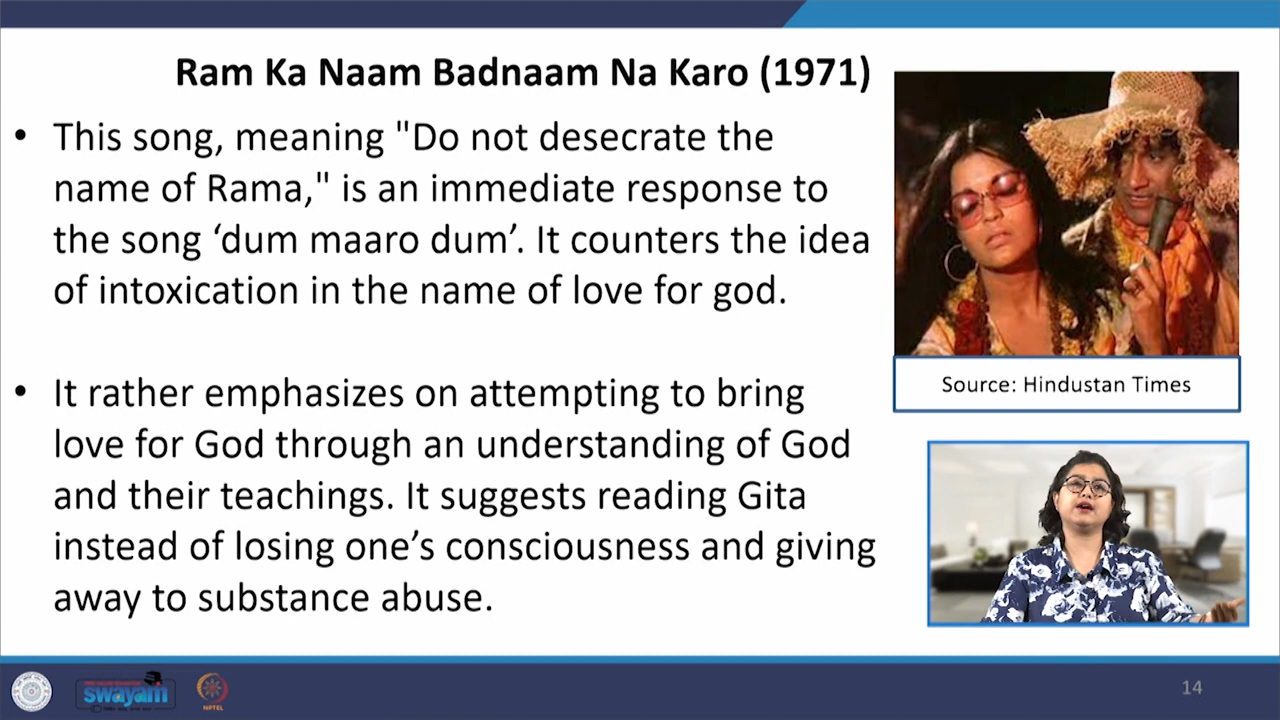 Ram Ka Naam Badnaam Na Karo (1971)
• This song, meaning "Do not desecrate the
name of Rama," is an immediate response to
the song ‘dum maaro dum’. It counters the idea
of intoxication in the name of love for god.
• It rather emphasizes on attempting to bring
love for God through an understanding of God
and their teachings. It suggests reading Gita
instead of losing one’s consciousness and giving
away to substance abuse.
Source: Hindustan Times
swayam
NPTEL
14